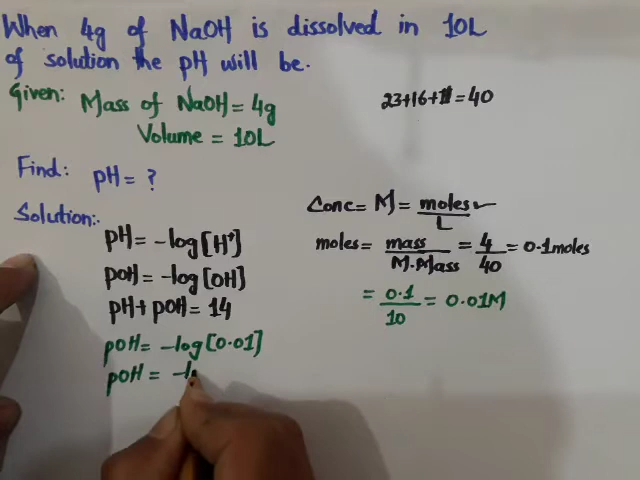 When 4g of NaOH is dissolved in 10L
of solution the pH will be.
Given: Mass of NaOH = 4g
Volume = 10L
23+16+1=40
Find: pH = ?
Solution:-
pH = -log[H⁺]
pOH = -log[OH]
pH + pOH = 14
pOH = -log[0.01]
pOH = -l
Conc = M = moles
L
moles = mass = 4 = 0.1moles
M.Mass 40
= 0.1 = 0.01M
10